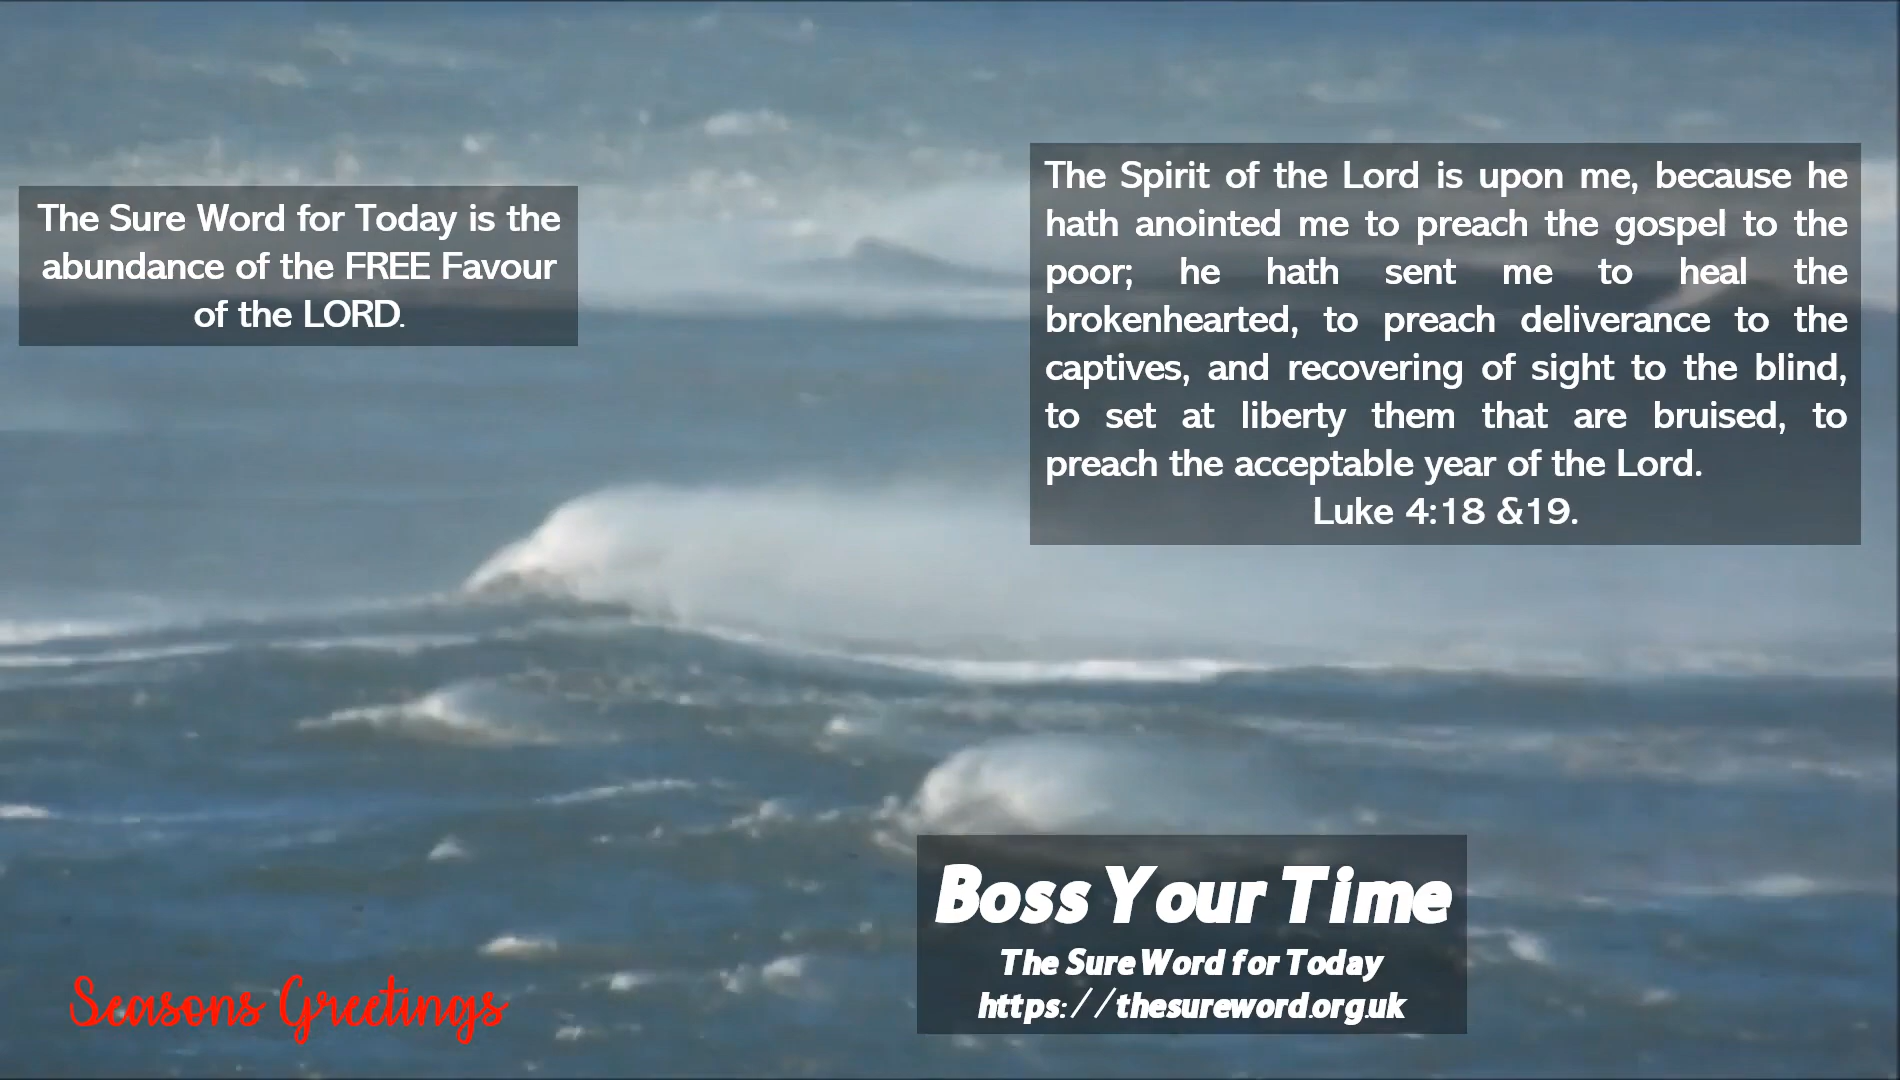 The Sure Word for Today is the
abundance of the FREE Favour
of the LORD.
The Spirit of the Lord is upon me, because he
hath anointed me to preach the gospel to the
poor; he hath sent me to heal the
brokenhearted, to preach deliverance to the
captives, and recovering of sight to the blind,
to set at liberty them that are bruised, to
preach the acceptable year of the Lord.
Luke 4:18 &19.
Boss Your Time
The Sure Word for Today
https://thesureword.org.uk
Seasons Greetings